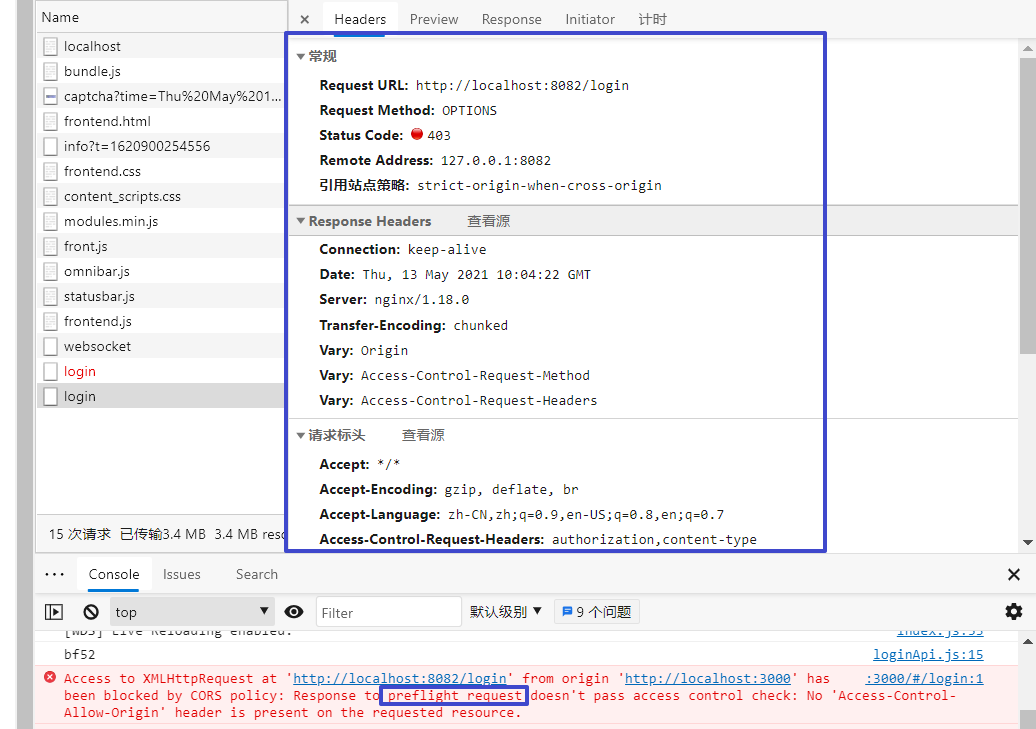 Name
localhost
bundle.js
captcha?time=Thu%20May%201...
frontend.html
info?t=1620900254556
frontend.css
content_scripts.css
modules.min.js
front.js
omnibar.js
statusbar.js
frontend.js
websocket
login
login
15 次请求 已传输3.4 MB 3.4 MB resc
Headers Preview Response Initiator 计时
常规
Request URL: http://localhost:8082/login
Request Method: OPTIONS
Status Code: 403
Remote Address: 127.0.0.1:8082
引用站点策略: strict-origin-when-cross-origin
Response Headers 查看源
Connection: keep-alive
Date: Thu, 13 May 2021 10:04:22 GMT
Server: nginx/1.18.0
Transfer-Encoding: chunked
Vary: Origin
Vary: Access-Control-Request-Method
Vary: Access-Control-Request-Headers
请求标头 查看源
Accept: */*
Accept-Encoding: gzip, deflate, br
Accept-Language: zh-CN,zh;q=0.9,en-US;q=0.8,en;q=0.7
Access-Control-Request-Headers: authorization,content-type
Console Issues Search
top Filter 默认级别 9 个问题
[WDS] Live Reloading enabled. index.js:55
bf52 loginApi.js:15
Access to XMLHttpRequest at 'http://localhost:8082/login' from origin 'http://localhost:3000' has :3000/#/login:1
been blocked by CORS policy: Response to preflight request doesn't pass access control check: No 'Access-Control-
Allow-Origin' header is present on the requested resource.